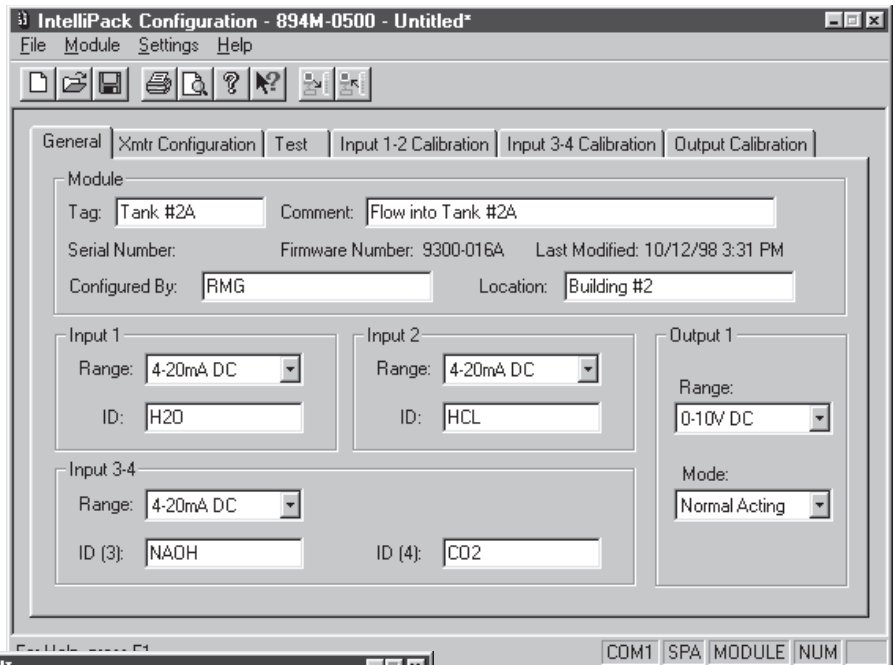 IntelliPack Configuration - 894M-0500 - Untitled*
File Module Settings Help
General Xmtr Configuration Test Input 1-2 Calibration Input 3-4 Calibration Output Calibration
Module
Tag: Tank #2A Comment: Flow into Tank #2A
Serial Number: Firmware Number: 9300-016A Last Modified: 10/12/98 3:31 PM
Configured By: RMG Location: Building #2
Input 1 Input 2 Output 1
Range: 4-20mA DC Range: 4-20mA DC
Range:
ID: H2O ID: HCL
0-10V DC
Input 3-4
Mode:
Range: 4-20mA DC
Normal Acting
ID (3): NAOH ID (4): CO2
COM1 SPA MODULE NUM